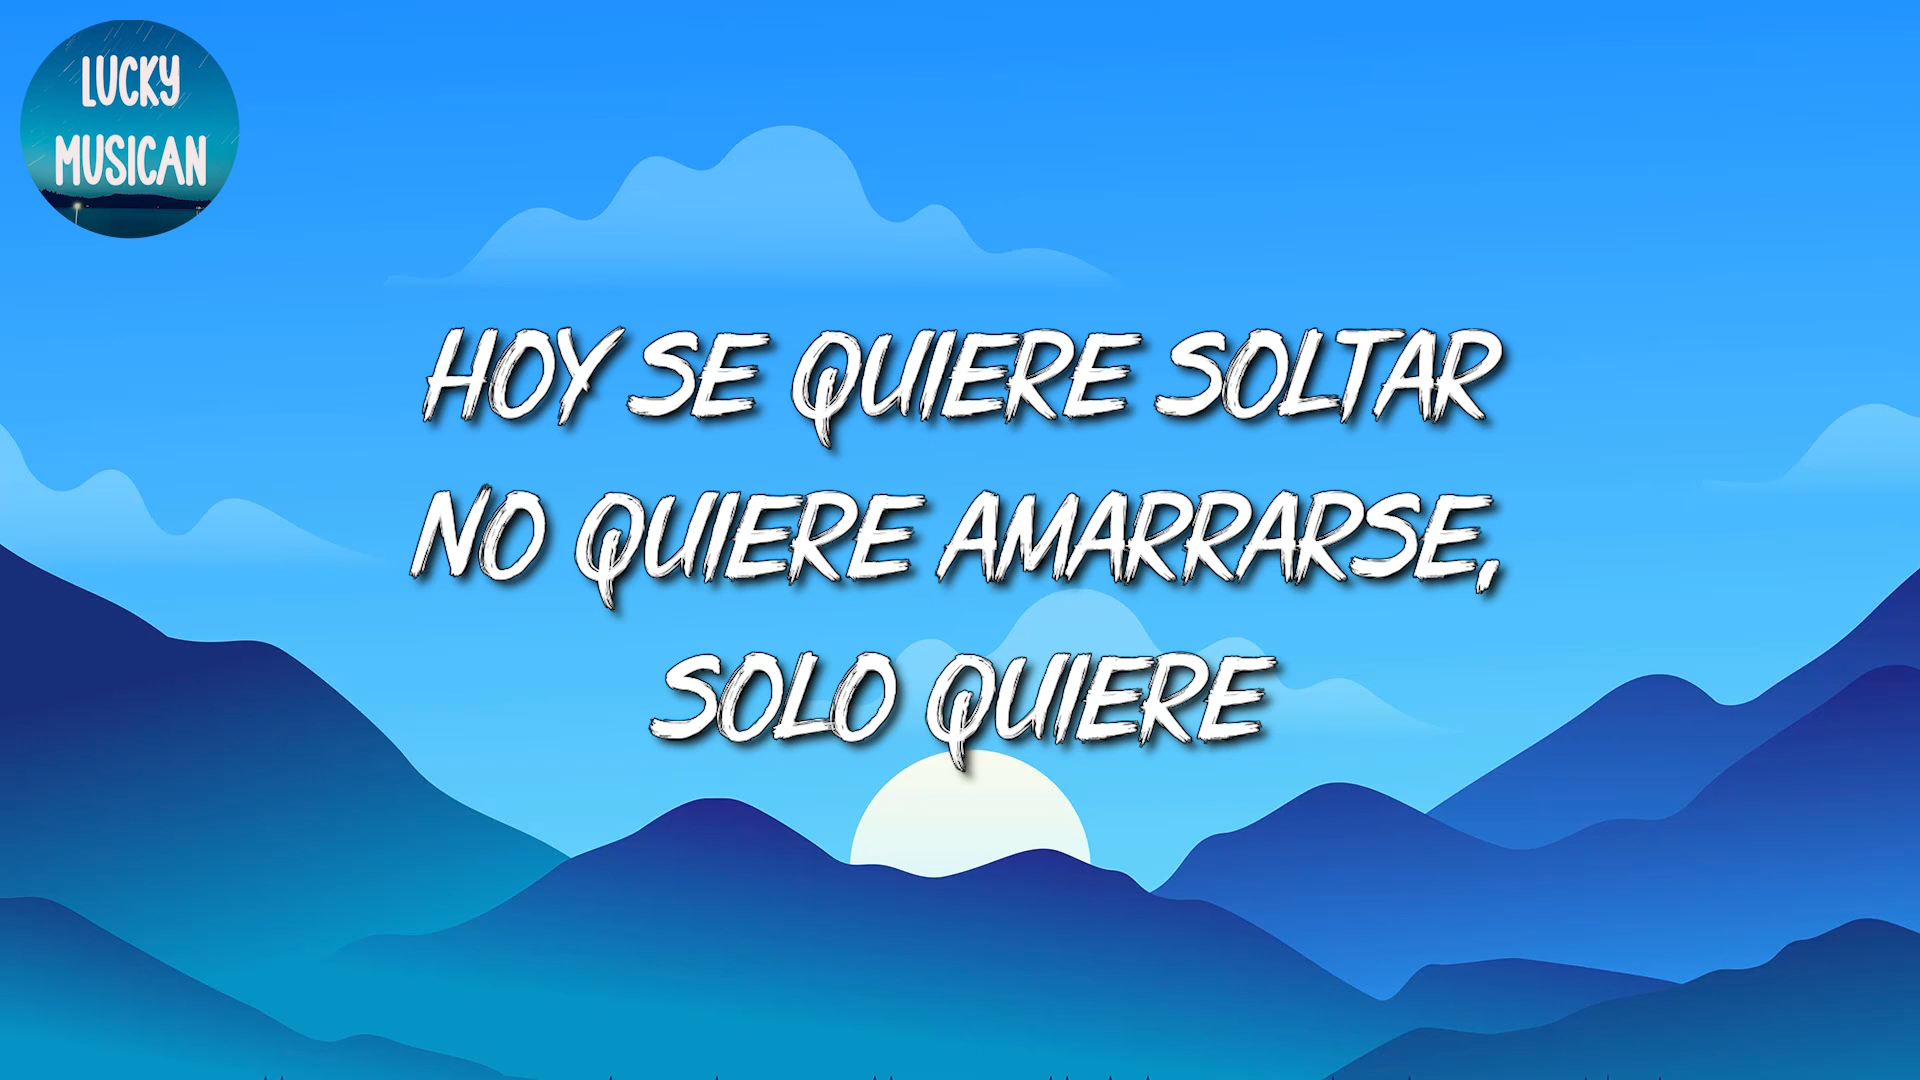 LUCKY
MUSICAN
HOY SE QUIERE SOLTAR
NO QUIERE AMARRARSE,
SOLO QUIERE